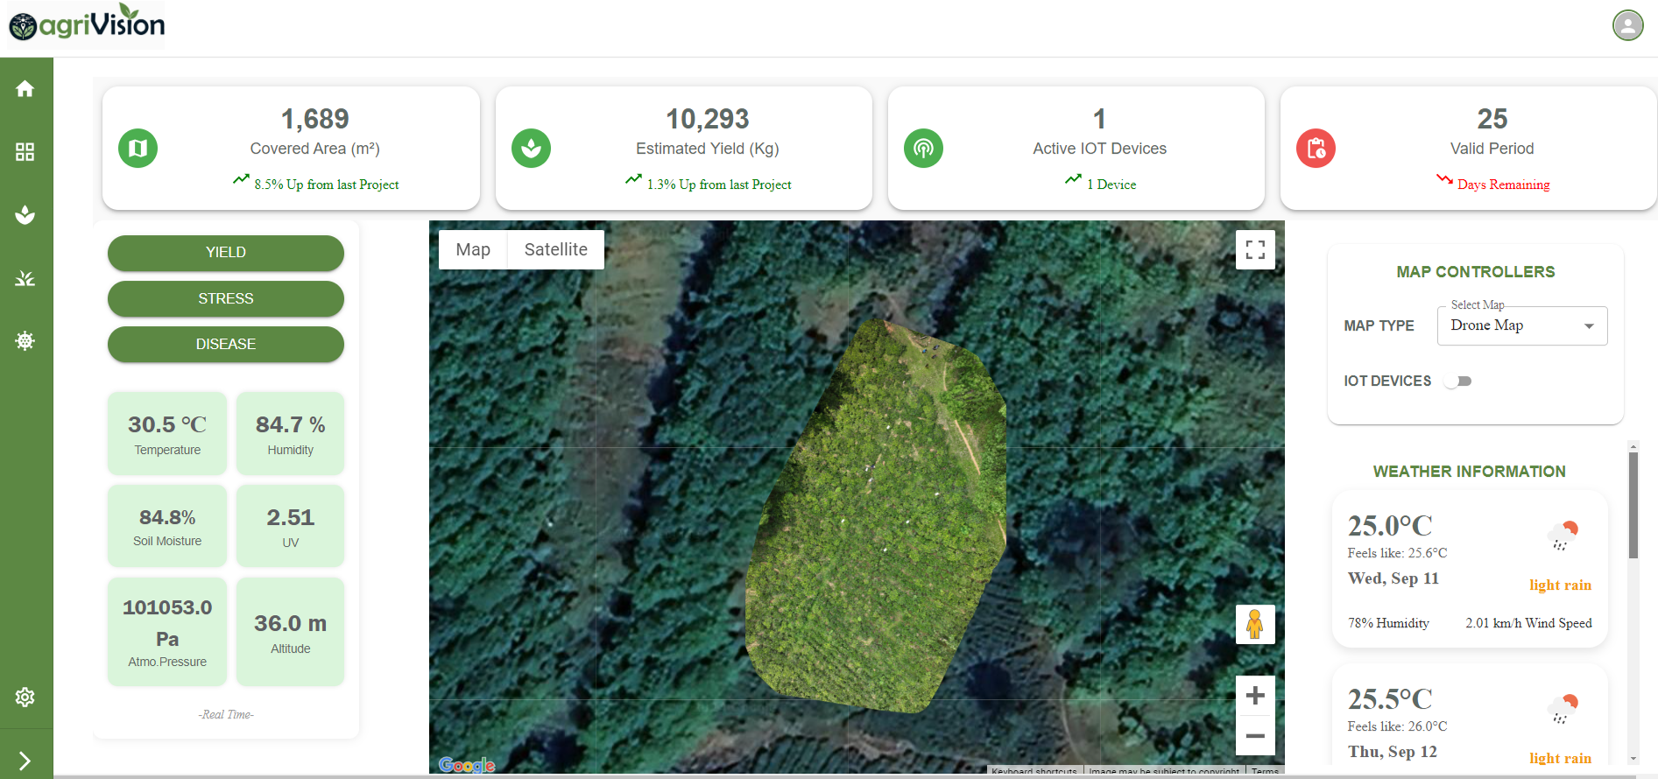 agriVision
1,689
Covered Area (m²)
8.5% Up from last Project
10,293
Estimated Yield (Kg)
1.3% Up from last Project
1
Active IOT Devices
1 Device
25
Valid Period
Days Remaining
YIELD
STRESS
DISEASE
30.5 °C
Temperature
84.7 %
Humidity
84.8%
Soil Moisture
2.51
UV
101053.0
Pa
Atmo.Pressure
36.0 m
Altitude
-Real Time-
Map
Satellite
Google
Keyboard shortcuts
Image may be subject to copyright
Terms
MAP CONTROLLERS
Select Map
MAP TYPE
Drone Map
IOT DEVICES
WEATHER INFORMATION
25.0°C
Feels like: 25.6°C
Wed, Sep 11
light rain
78% Humidity
2.01 km/h Wind Speed
25.5°C
Feels like: 26.0°C
Thu, Sep 12
light rain